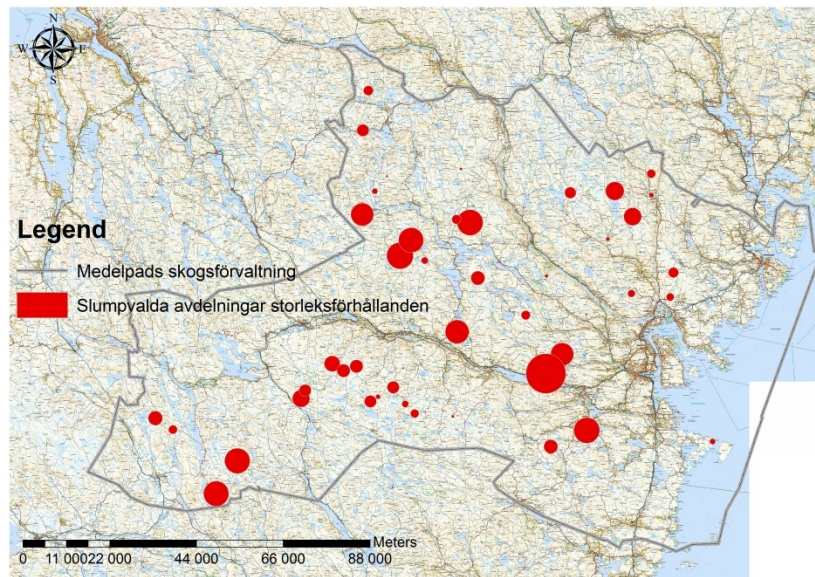 N
W E
S
Legend
Medelpads skogsförvaltning
Slumpvalda avdelningar storleksförhållanden
Meters
0 11 000 22 000 44 000 66 000 88 000